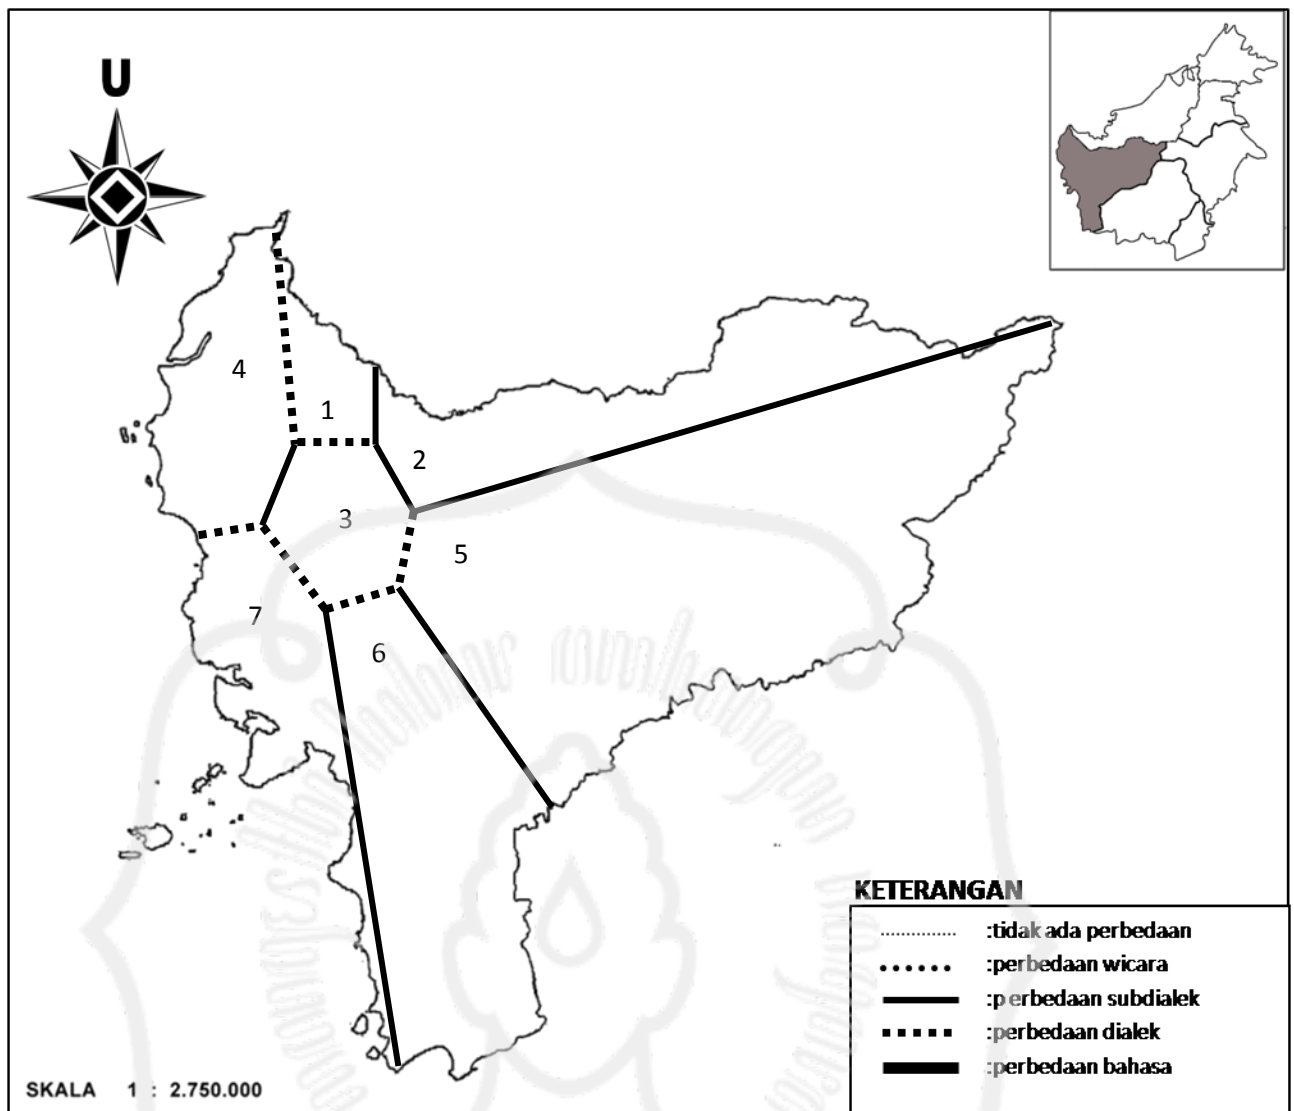 U
4
1
2
3
5
7
6
KETERANGAN
:tidak ada perbedaan
:perbedaan wicara
:perbedaan subdialek
:perbedaan dialek
:perbedaan bahasa
SKALA 1 : 2.750.000